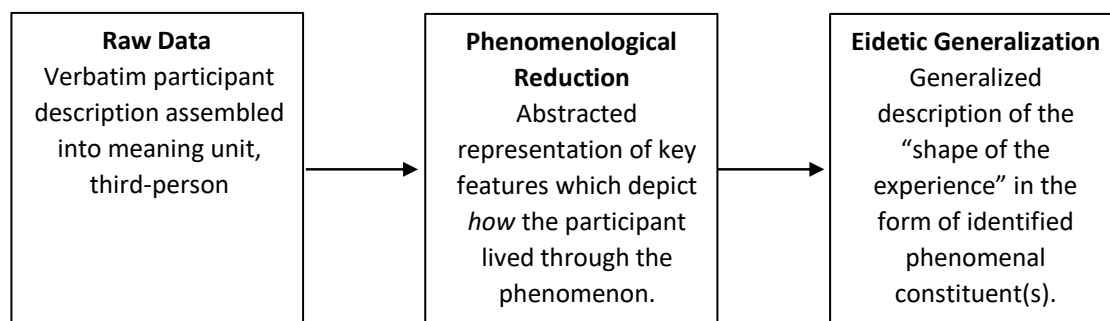 Raw Data
Verbatim participant
description assembled
into meaning unit,
third-person
Phenomenological
Reduction
Abstracted
representation of key
features which depict
how the participant
lived through the
phenomenon.
Eidetic Generalization
Generalized
description of the
“shape of the
experience” in the
form of identified
phenomenal
constituent(s).